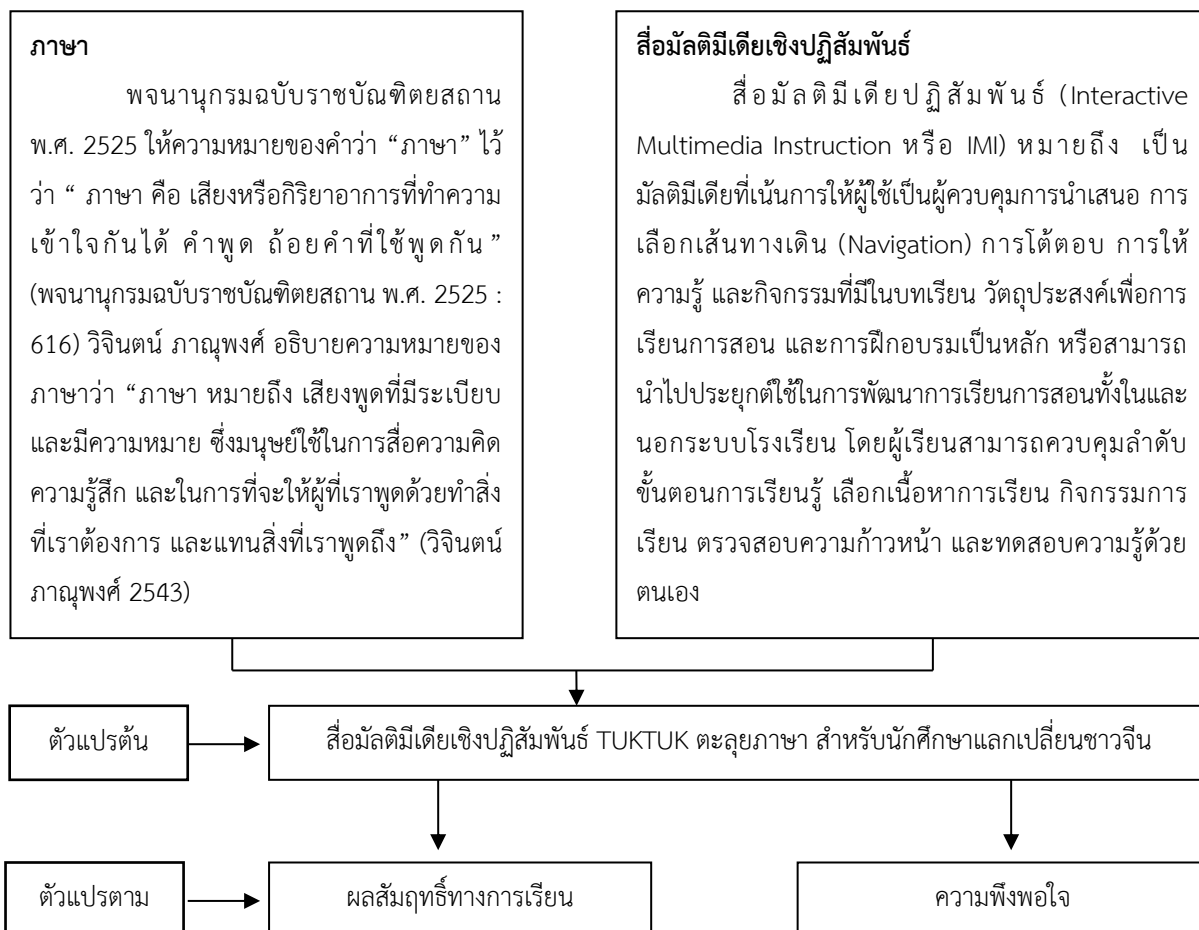 ภาษา
พจนานุกรมฉบับราชบัณฑิตยสถาน
พ.ศ. 2525 ให้ความหมายของคำว่า “ภาษา” ไว้
ว่า “ ภาษา คือ เสียงหรือกิริยาอาการที่ทำความ
เข้าใจกันได้ คำพูด ถ้อยคำที่ใช้พูดกัน ”
(พจนานุกรมฉบับราชบัณฑิตยสถาน พ.ศ. 2525 :
616) วิจินตน์ ภาณุพงศ์ อธิบายความหมายของ
ภาษาว่า “ภาษา หมายถึง เสียงพูดที่มีระเบียบ
และมีความหมาย ซึ่งมนุษย์ใช้ในการสื่อความคิด
ความรู้สึก และในการที่จะให้ผู้ที่เราพูดด้วยทำสิ่ง
ที่เราต้องการ และแทนสิ่งที่เราพูดถึง” (วิจินตน์
ภาณุพงศ์ 2543)
สื่อมัลติมีเดียเชิงปฏิสัมพันธ์
สื่อมัลติมีเดียปฏิสัมพันธ์ (Interactive
Multimedia Instruction หรือ IMI) หมายถึง เป็น
มัลติมีเดียที่เน้นการให้ผู้ใช้เป็นผู้ควบคุมการนำเสนอ การ
เลือกเส้นทางเดิน (Navigation) การโต้ตอบ การให้
ความรู้ และกิจกรรมที่มีในบทเรียน วัตถุประสงค์เพื่อการ
เรียนการสอน และการฝึกอบรมเป็นหลัก หรือสามารถ
นำไปประยุกต์ใช้ในการพัฒนาการเรียนการสอนทั้งในและ
นอกระบบโรงเรียน โดยผู้เรียนสามารถควบคุมลำดับ
ขั้นตอนการเรียนรู้ เลือกเนื้อหาการเรียน กิจกรรมการ
เรียน ตรวจสอบความก้าวหน้า และทดสอบความรู้ด้วย
ตนเอง
ตัวแปรต้น
สื่อมัลติมีเดียเชิงปฏิสัมพันธ์ TUKTUK ตะลุยภาษา สำหรับนักศึกษาแลกเปลี่ยนชาวจีน
ตัวแปรตาม
ผลสัมฤทธิ์ทางการเรียน
ความพึงพอใจ